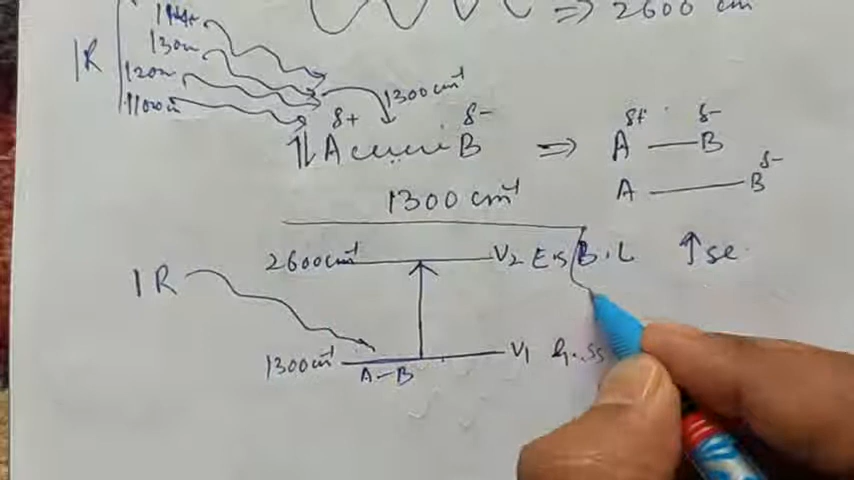 ⇒ 2600 cm
1300
IR 1200
1100 cm 1300 cm⁻¹
δ+ δ- δ+ δ-
⇅ A B ⇒ A — B
δ-
A — B
1300 cm⁻¹
2600 cm⁻¹ V₂ E.S B.L ↑ se
IR
1300 cm⁻¹ V₁
A-B